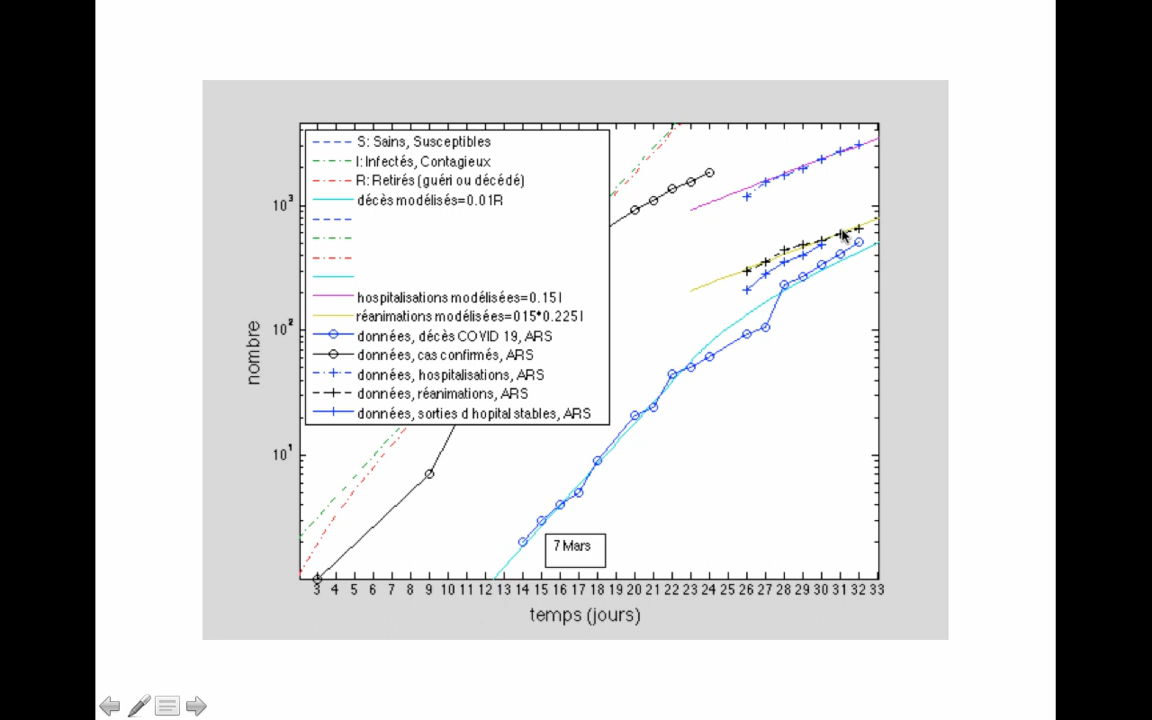 S: Sains, Susceptibles
I: Infectés, Contagieux
R: Retirés (guéri ou décédé)
décès modélisés=0.01R
hospitalisations modélisées=0.15 I
réanimations modélisées=015*0.225 I
données, décès COVID 19, ARS
données, cas confirmés, ARS
données, hospitalisations, ARS
données, réanimations, ARS
données, sorties d hopital stables, ARS
10³
10²
10¹
nombre
7 Mars
3 4 5 6 7 8 9 10 11 12 13 14 15 16 17 18 19 20 21 22 23 24 25 26 27 28 29 30 31 32 33
temps (jours)